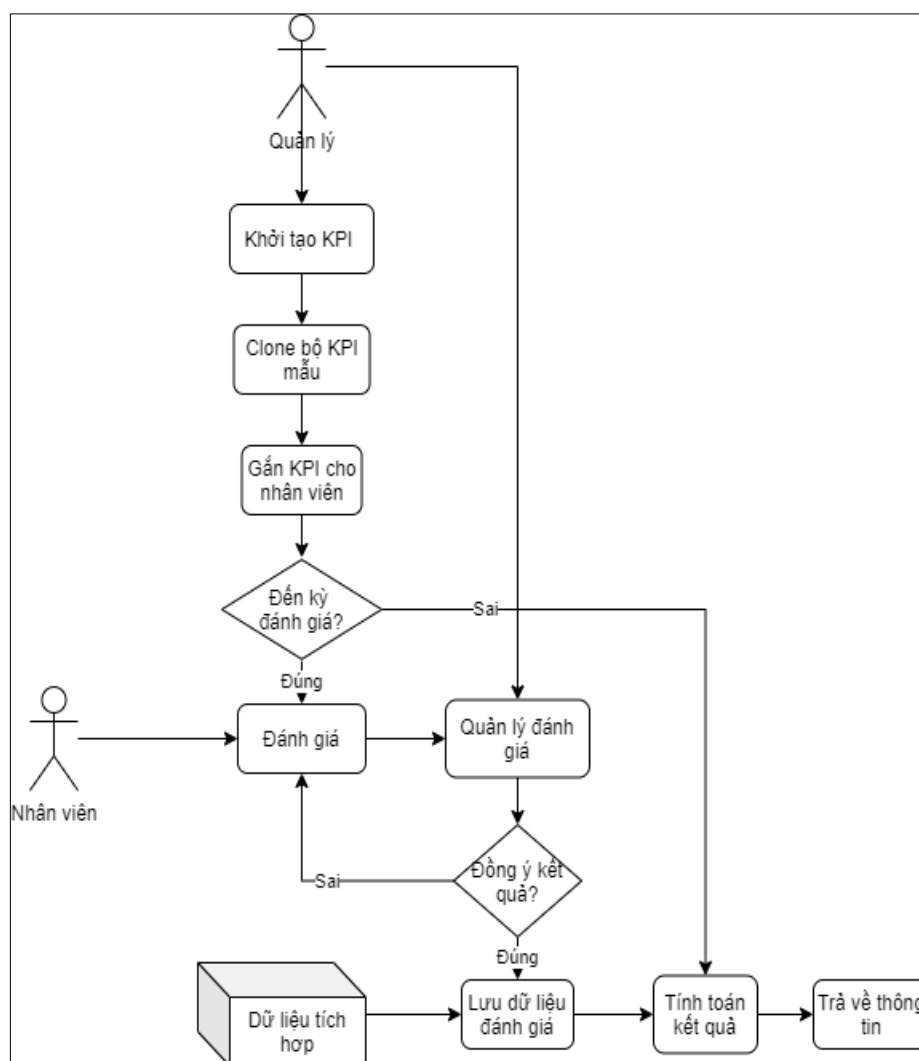 Quản lý
Khởi tạo KPI
Clone bộ KPI
mẫu
Gắn KPI cho
nhân viên
Đến kỳ
đánh giá?
Sai
Đúng
Đánh giá
Quản lý đánh
giá
Nhân viên
Đồng ý kết
quả?
Sai
Đúng
Dữ liệu tích
hợp
Lưu dữ liệu
đánh giá
Tính toán
kết quả
Trả về thông
tin